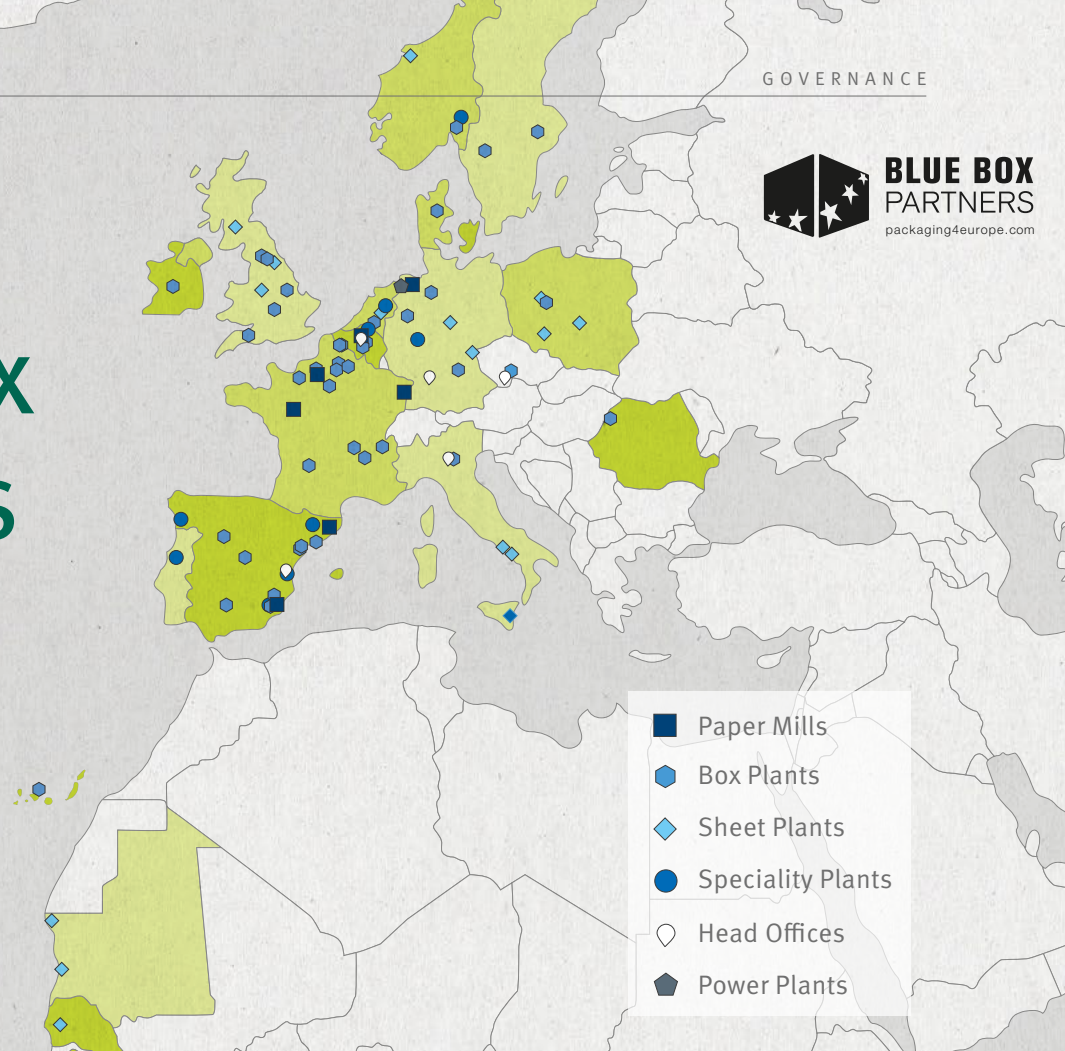 GOVERNANCE
BLUE BOX
PARTNERS
packaging4europe.com
X
S
Paper Mills
Box Plants
Sheet Plants
Speciality Plants
Head Offices
Power Plants